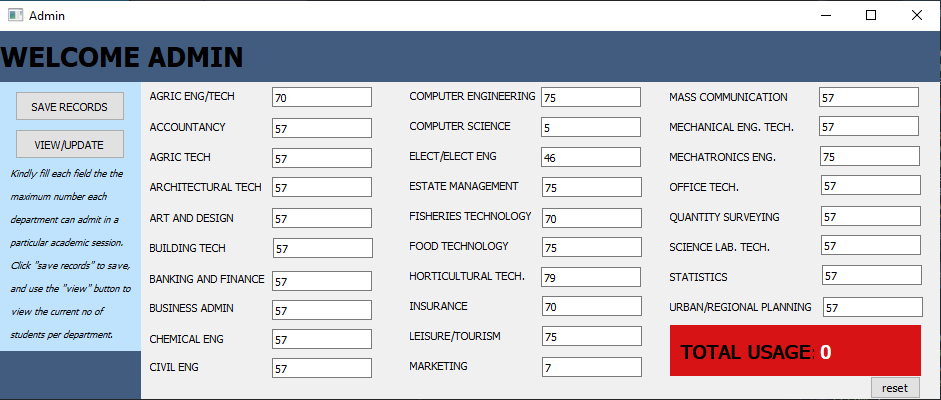 Admin
WELCOME ADMIN
SAVE RECORDS
VIEW/UPDATE
Kindly fill each field the the
maximum number each
department can admit in a
particular academic session.
Click "save records" to save,
and use the "view" button to
view the current no of
students per department.
AGRIC ENG/TECH 70
ACCOUNTANCY 57
AGRIC TECH 57
ARCHITECTURAL TECH 57
ART AND DESIGN 57
BUILDING TECH 57
BANKING AND FINANCE 57
BUSINESS ADMIN 57
CHEMICAL ENG 57
CIVIL ENG 57
COMPUTER ENGINEERING 75
COMPUTER SCIENCE 5
ELECT/ELECT ENG 46
ESTATE MANAGEMENT 75
FISHERIES TECHNOLOGY 70
FOOD TECHNOLOGY 75
HORTICULTURAL TECH. 79
INSURANCE 70
LEISURE/TOURISM 75
MARKETING 7
MASS COMMUNICATION 57
MECHANICAL ENG. TECH. 57
MECHATRONICS ENG. 75
OFFICE TECH. 57
QUANTITY SURVEYING 57
SCIENCE LAB. TECH. 57
STATISTICS 57
URBAN/REGIONAL PLANNING 57
TOTAL USAGE: 0
reset